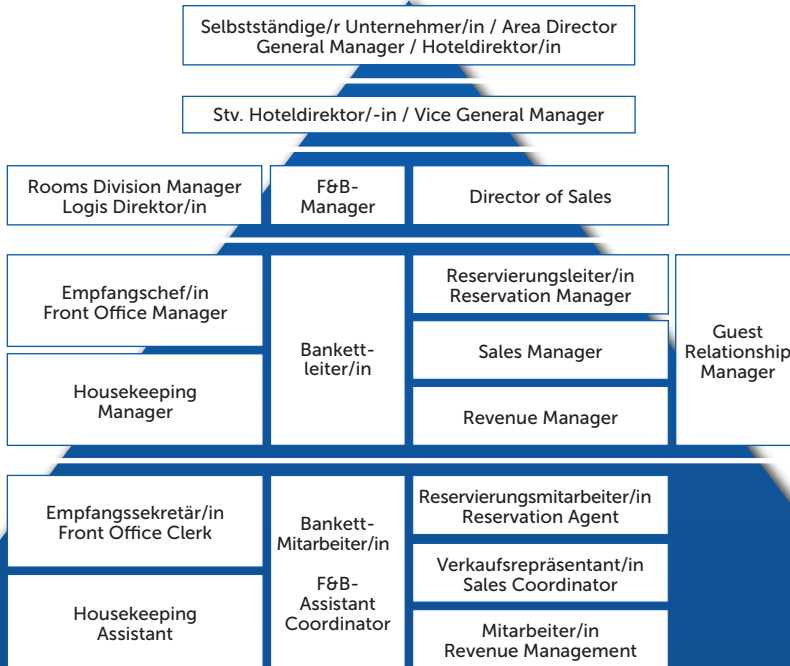 Selbstständige/r Unternehmer/in / Area Director
General Manager / Hoteldirektor/in
Stv. Hoteldirektor/-in / Vice General Manager
Rooms Division Manager
Logis Direktor/in
F&B-
Manager
Director of Sales
Empfangschef/in
Front Office Manager
Housekeeping
Manager
Bankett-
leiter/in
Reservierungsleiter/in
Reservation Manager
Sales Manager
Revenue Manager
Guest
Relationship
Manager
Empfangssekretär/in
Front Office Clerk
Housekeeping
Assistant
Bankett-
Mitarbeiter/in
F&B-
Assistant
Coordinator
Reservierungsmitarbeiter/in
Reservation Agent
Verkaufsrepräsentant/in
Sales Coordinator
Mitarbeiter/in
Revenue Management